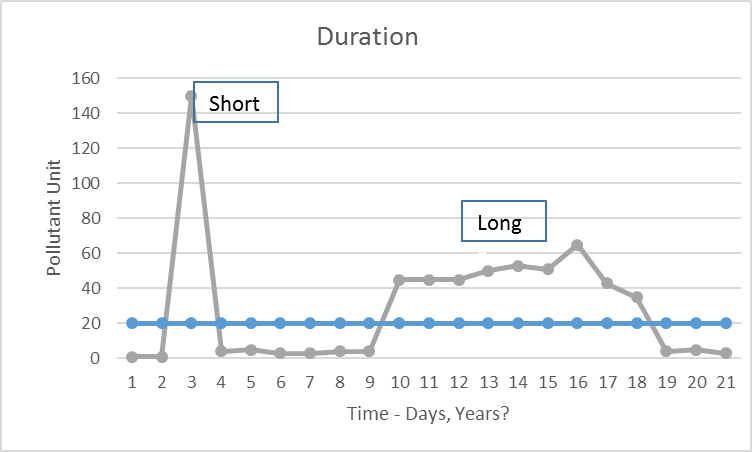 Duration
160
140
120
100
80
60
40
20
0
Short
Long
Pollutant Unit
1 2 3 4 5 6 7 8 9 10 11 12 13 14 15 16 17 18 19 20 21
Time - Days, Years?